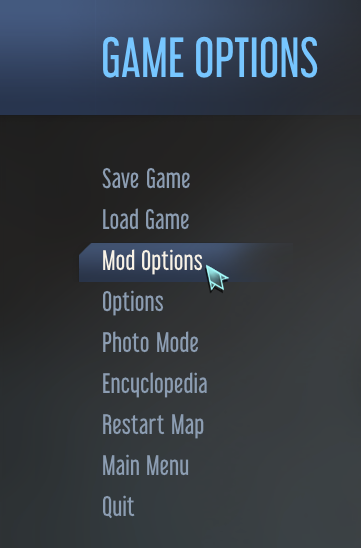 GAME OPTIONS
Save Game
Load Game
Mod Options
Options
Photo Mode
Encyclopedia
Restart Map
Main Menu
Quit